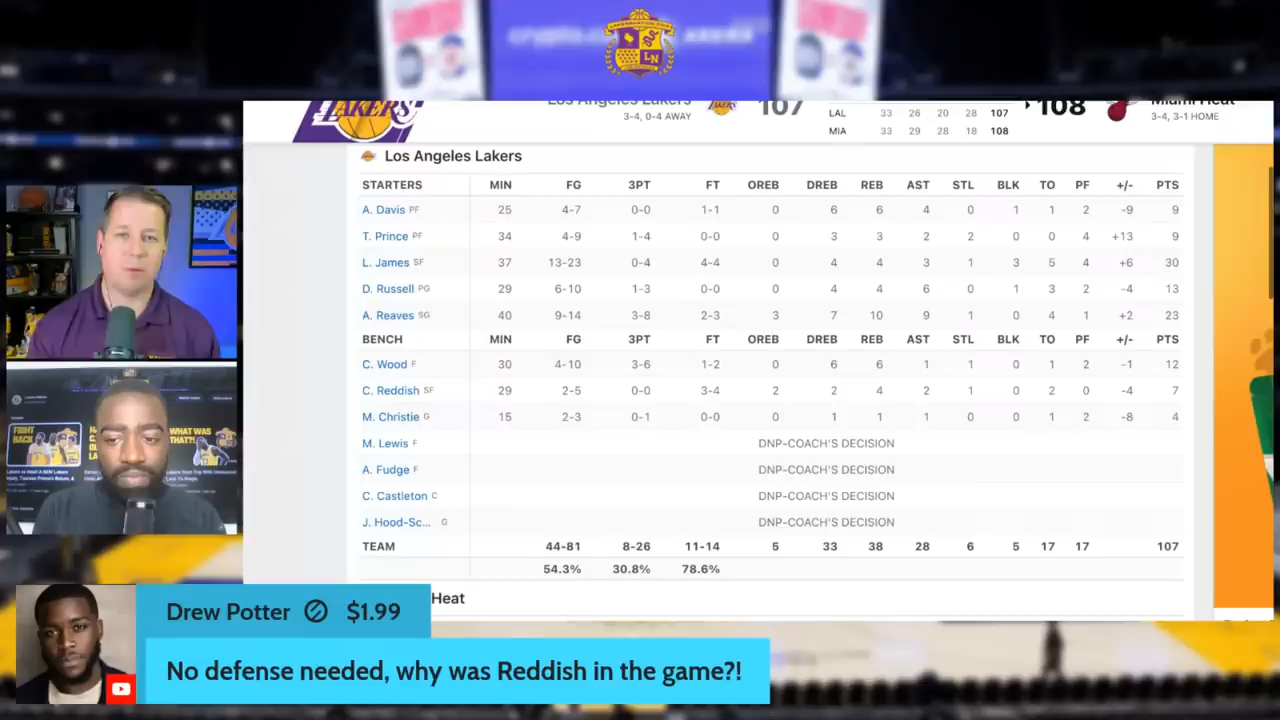 LAKERSNATION.COM
LN
LAKERS
Los Angeles Lakers
3-4, 0-4 AWAY
107
LAL 33 26 20 28 107
MIA 33 29 28 18 108
108
Miami Heat
3-4, 3-1 HOME
Los Angeles Lakers
STARTERS MIN FG 3PT FT OREB DREB REB AST STL BLK TO PF +/- PTS
A. Davis PF 25 4-7 0-0 1-1 0 6 6 4 0 1 1 2 -9 9
T. Prince PF 34 4-9 1-4 0-0 0 3 3 2 2 0 0 4 +13 9
L. James SF 37 13-23 0-4 4-4 0 4 4 3 1 3 5 4 +6 30
D. Russell PG 29 6-10 1-3 0-0 0 4 4 6 0 1 3 2 -4 13
A. Reaves SG 40 9-14 3-8 2-3 3 7 10 9 1 0 4 1 +2 23
BENCH MIN FG 3PT FT OREB DREB REB AST STL BLK TO PF +/- PTS
C. Wood F 30 4-10 3-6 1-2 0 6 6 1 1 0 1 2 -1 12
C. Reddish SF 29 2-5 0-0 3-4 2 2 4 2 1 0 2 0 -4 7
M. Christie G 15 2-3 0-1 0-0 0 1 1 1 0 0 1 2 -8 4
M. Lewis F DNP-COACH'S DECISION
A. Fudge F DNP-COACH'S DECISION
C. Castleton C DNP-COACH'S DECISION
J. Hood-Sc... G DNP-COACH'S DECISION
TEAM 44-81 8-26 11-14 5 33 38 28 6 5 17 17 107
54.3% 30.8% 78.6%
Heat
FIGHT
BACK
WHAT WAS
THAT?!
Drew Potter $1.99
No defense needed, why was Reddish in the game?!